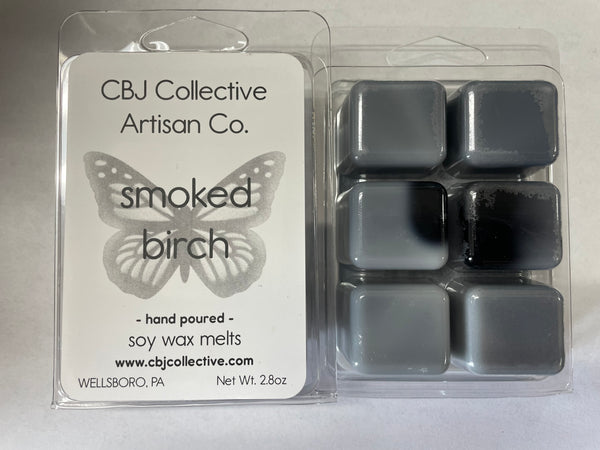 CBJ Collective
Artisan Co.
smoked
birch
- hand poured -
soy wax melts
www.cbjcollective.com
WELLSBORO, PA Net Wt. 2.8oz